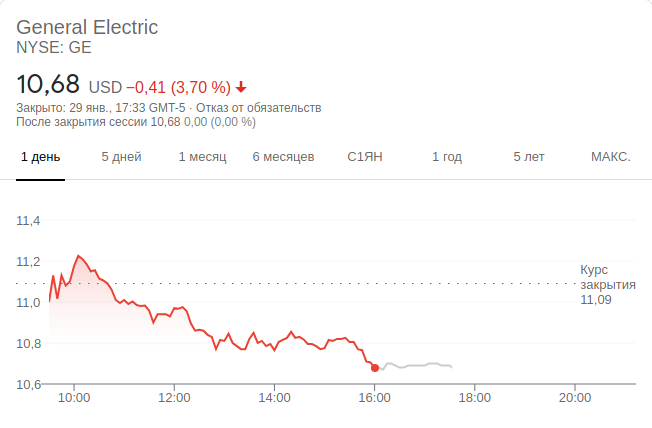 General Electric
NYSE: GE
10,68 USD −0,41 (3,70 %)
Закрыто: 29 янв., 17:33 GMT-5 · Отказ от обязательств
После закрытия сессии 10,68 0,00 (0,00 %)
1 день 5 дней 1 месяц 6 месяцев С1ЯН 1 год 5 лет МАКС.
11,4
11,2
Курс
закрытия
11,09
11,0
10,8
10,6
10:00 12:00 14:00 16:00 18:00 20:00